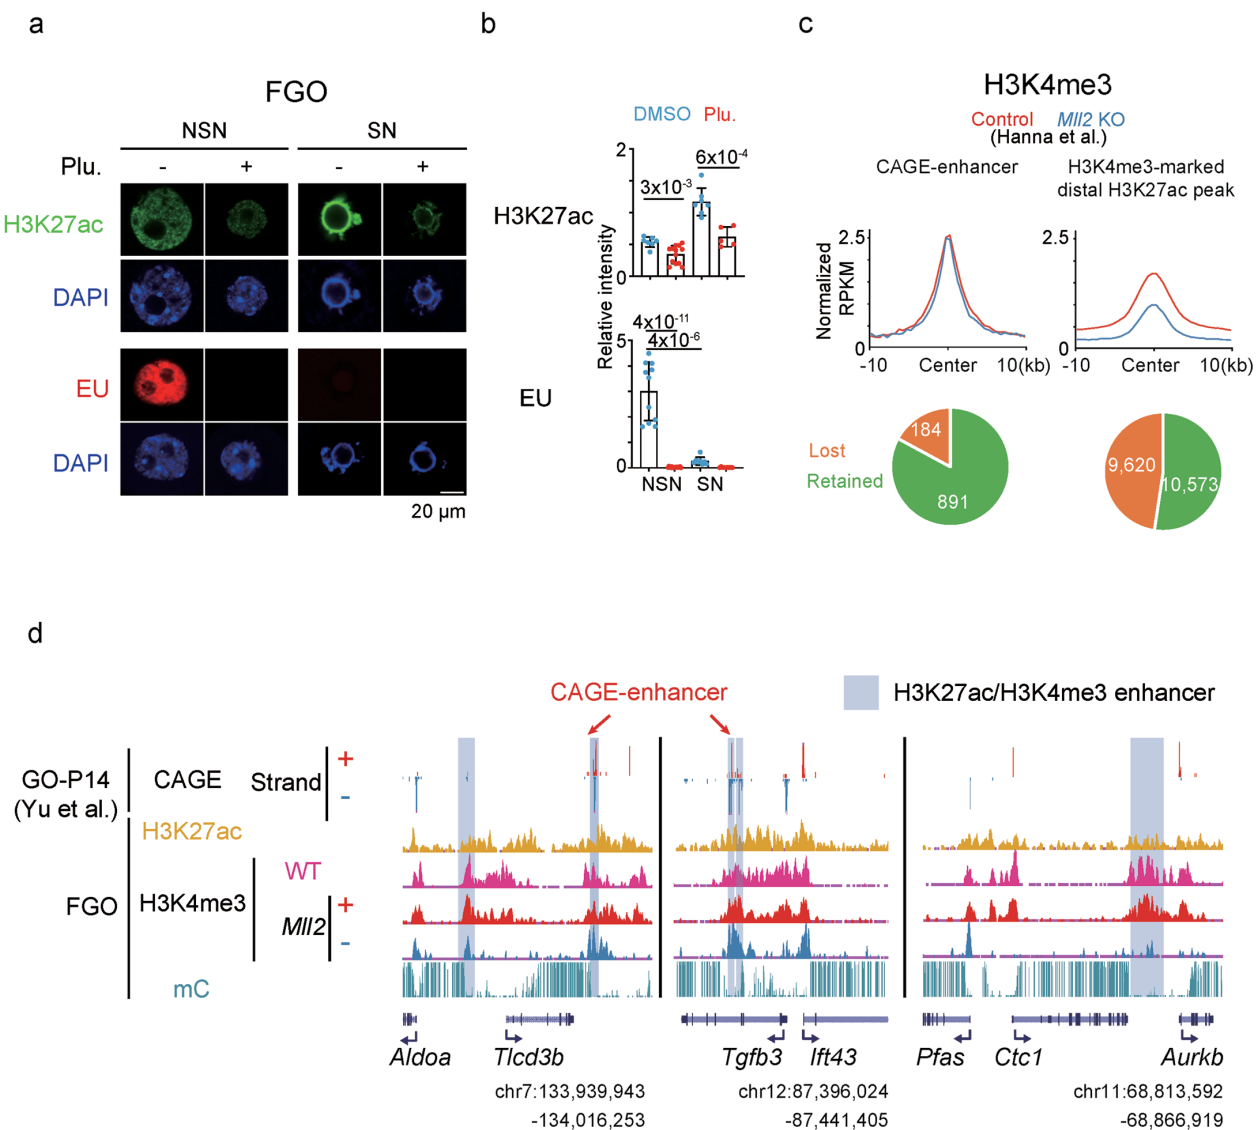 a
FGO
NSN SN
Plu. - + - +
H3K27ac
DAPI
EU
DAPI
20 μm
b
DMSO Plu.
2
6x10-4
3x10-3
H3K27ac
0
Relative intensity
4x10-11
5
4x10-6
EU
0
NSN SN
c
H3K4me3
Control Mll2 KO
(Hanna et al.)
CAGE-enhancer
H3K4me3-marked
distal H3K27ac peak
Normalized
RPKM
2.5 2.5
0 0
-10 Center 10(kb) -10 Center 10(kb)
Lost
Retained
184
891
9,620
10,573
d
CAGE-enhancer
H3K27ac/H3K4me3 enhancer
GO-P14
(Yu et al.)
CAGE
Strand
+
-
H3K27ac
FGO
H3K4me3
WT
Mll2
+
-
mC
Aldoa Tlcd3b Tgfb3 Ift43 Pfas Ctc1 Aurkb
chr7:133,939,943 chr12:87,396,024 chr11:68,813,592
-134,016,253 -87,441,405 -68,866,919